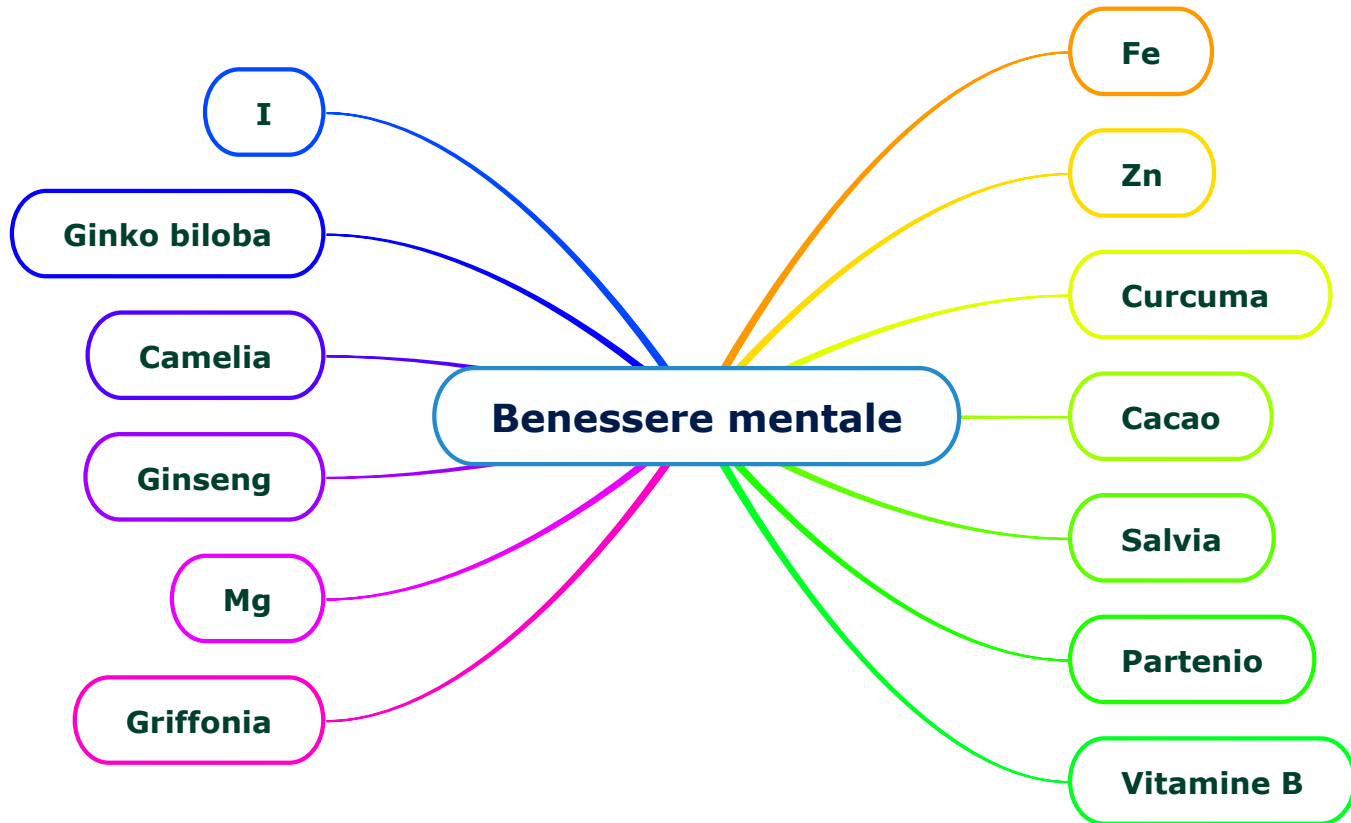 Benessere mentale
Fe
Zn
Curcuma
Cacao
Salvia
Partenio
Vitamine B
I
Ginko biloba
Camelia
Ginseng
Mg
Griffonia